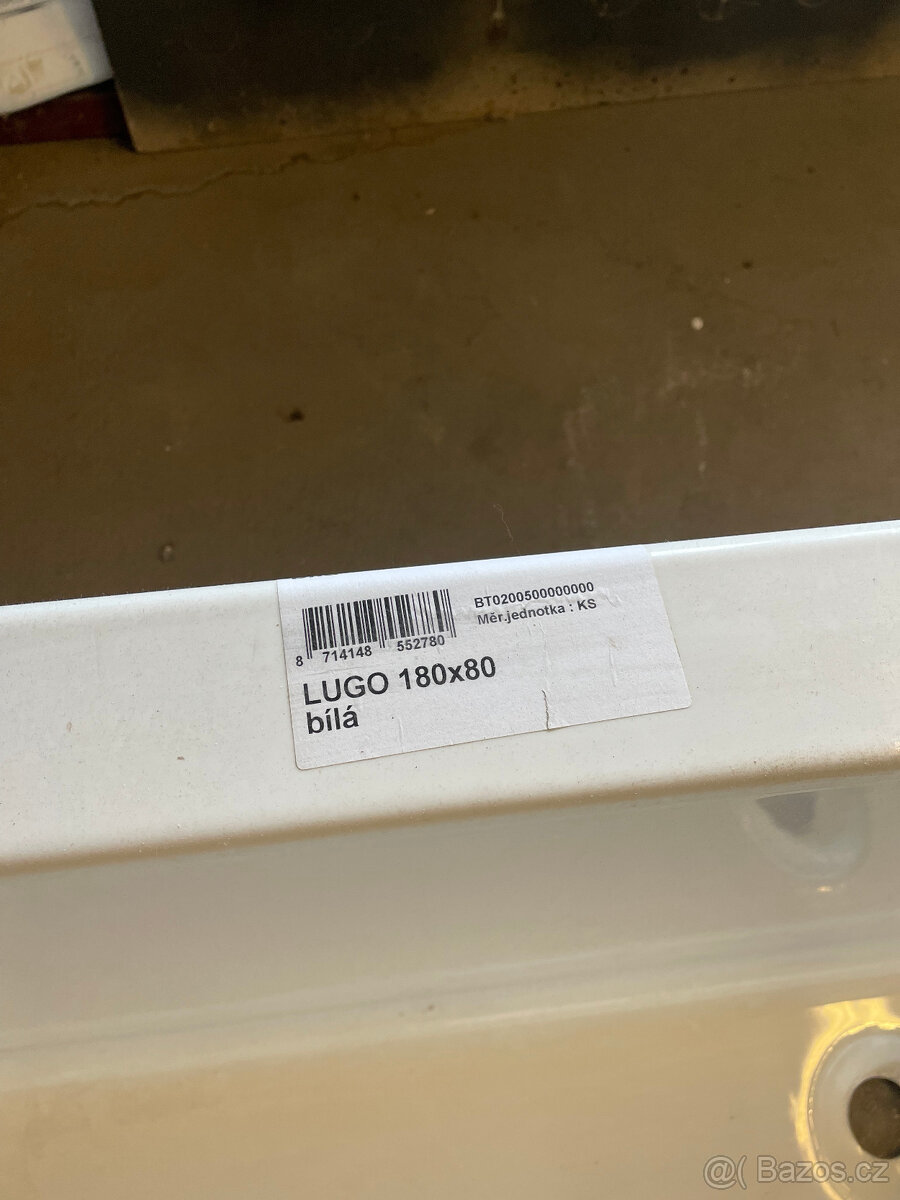 BT0200500000000
Měr.jednotka : KS
8 714148 552780
LUGO 180x80
bílá
@( Bazos.cz